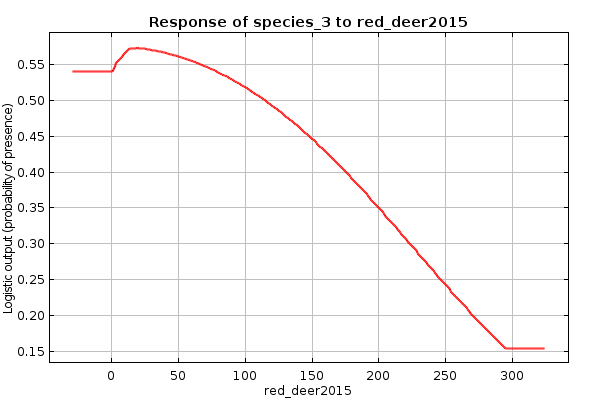 Response of species_3 to red_deer2015
Logistic output (probability of presence)
0.55
0.50
0.45
0.40
0.35
0.30
0.25
0.20
0.15
0 50 100 150 200 250 300
red_deer2015